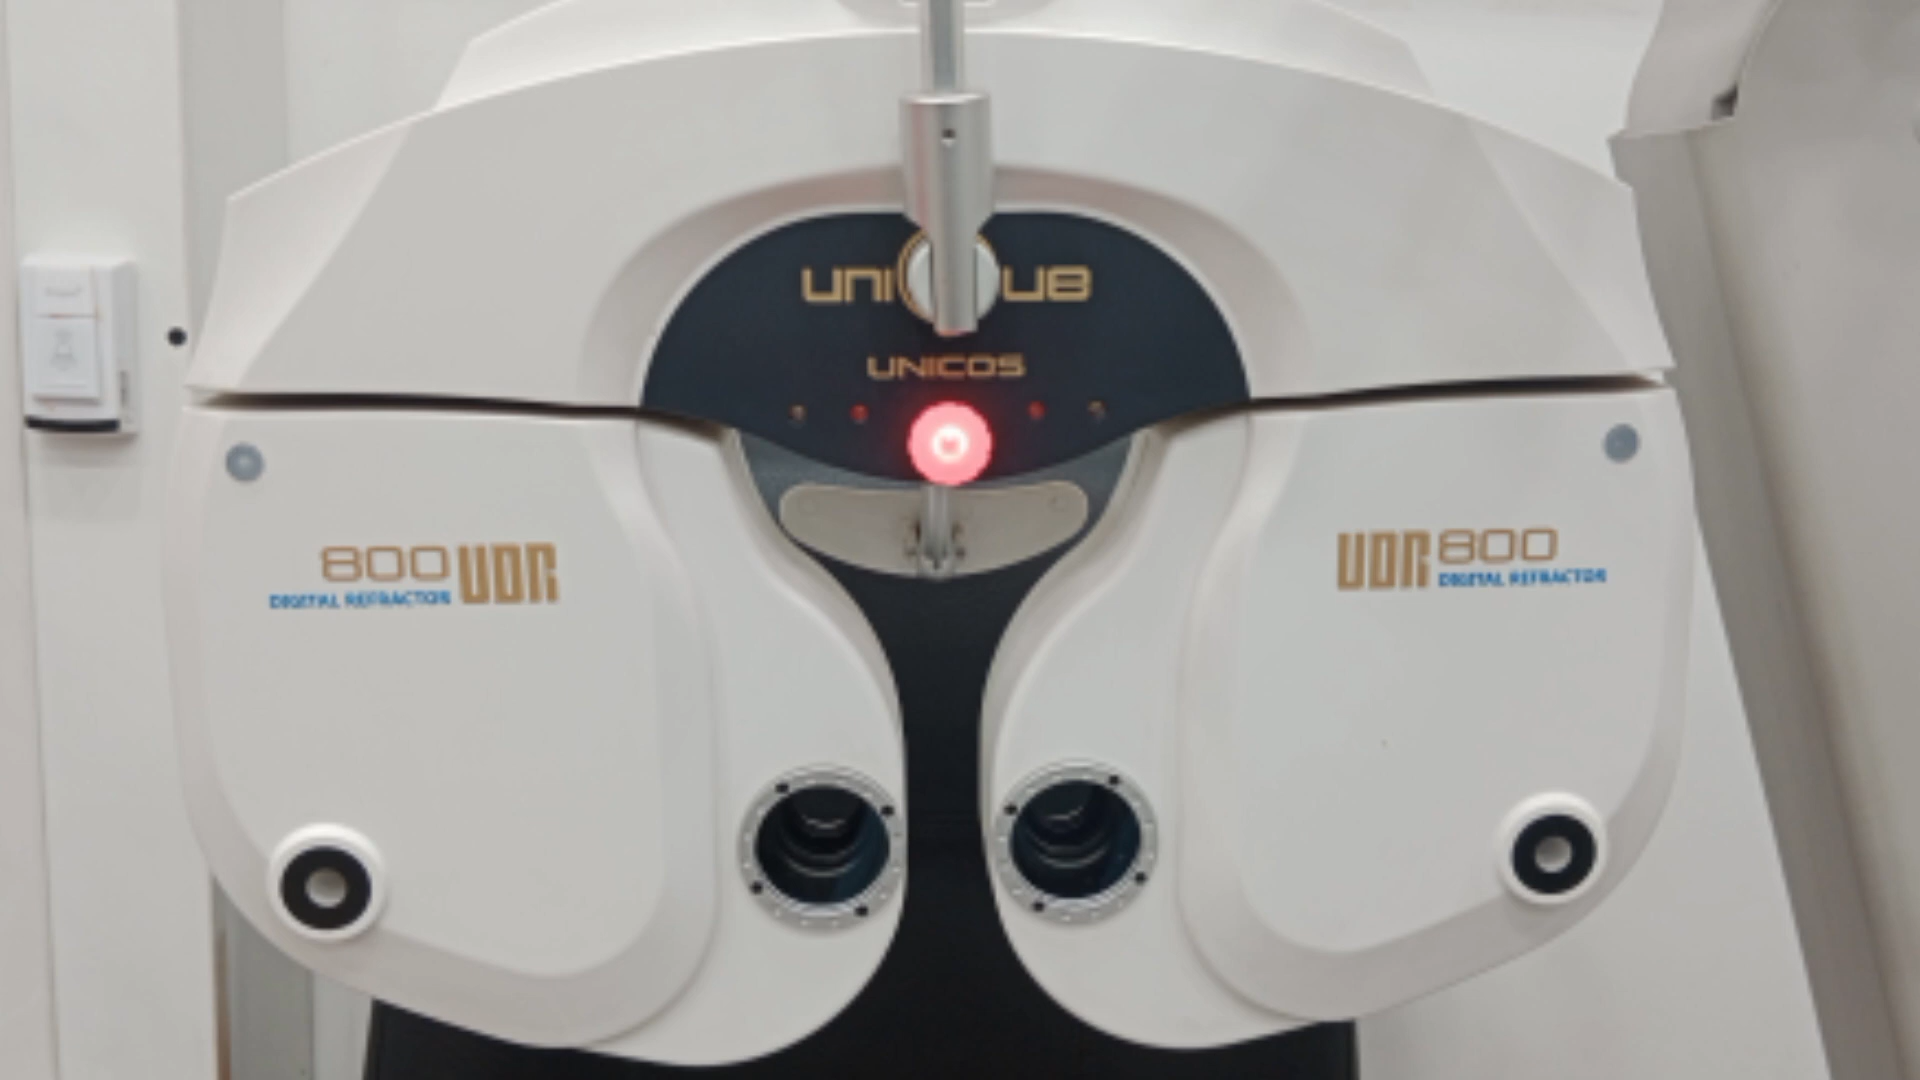 UNI UB
UNICOS
800 UDR
DIGITAL REFRACTOR
UDR 800
DIGITAL REFRACTOR